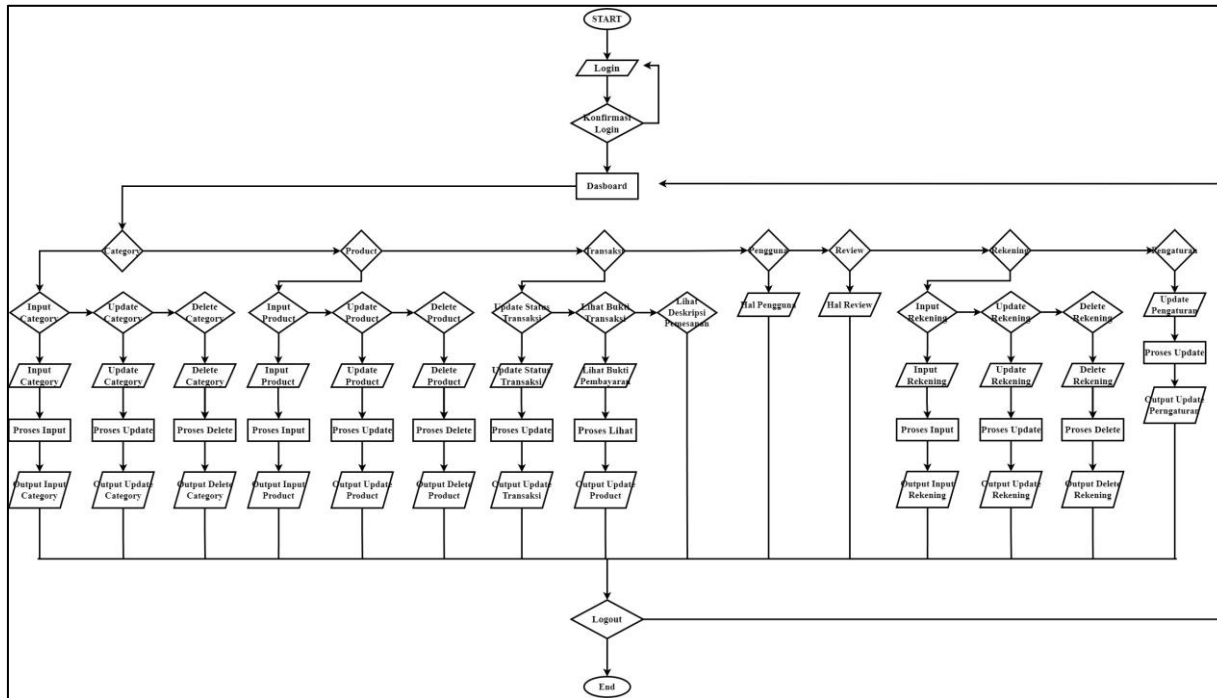 START
Login
Konfirmasi
Login
Dasboard
Category
Product
Transaksi
Pengguna
Review
Rekening
Pengaturan
Input
Category
Update
Category
Delete
Category
Input
Product
Update
Product
Delete
Product
Update Status
Transaksi
Lihat Bukti
Transaksi
Lihat
Deskripsi
Pemesanan
Hal Pengguna
Hal Review
Input
Rekening
Update
Rekening
Delete
Rekening
Update
Pengaturan
Input
Category
Update
Category
Delete
Category
Input
Product
Update
Product
Delete
Product
Update Status
Transaksi
Lihat Bukti
Pembayaran
Input
Rekening
Update
Rekening
Delete
Rekening
Proses Update
Proses Input
Proses Update
Proses Delete
Proses Input
Proses Update
Proses Delete
Proses Update
Proses Lihat
Proses Input
Proses Update
Proses Delete
Output Update
Perngaturan
Output Input
Category
Output Update
Category
Output Delete
Category
Output Input
Product
Output Update
Product
Output Delete
Product
Output Update
Transaksi
Output Update
Product
Output Input
Rekening
Output Update
Rekening
Output Delete
Rekening
Logout
End